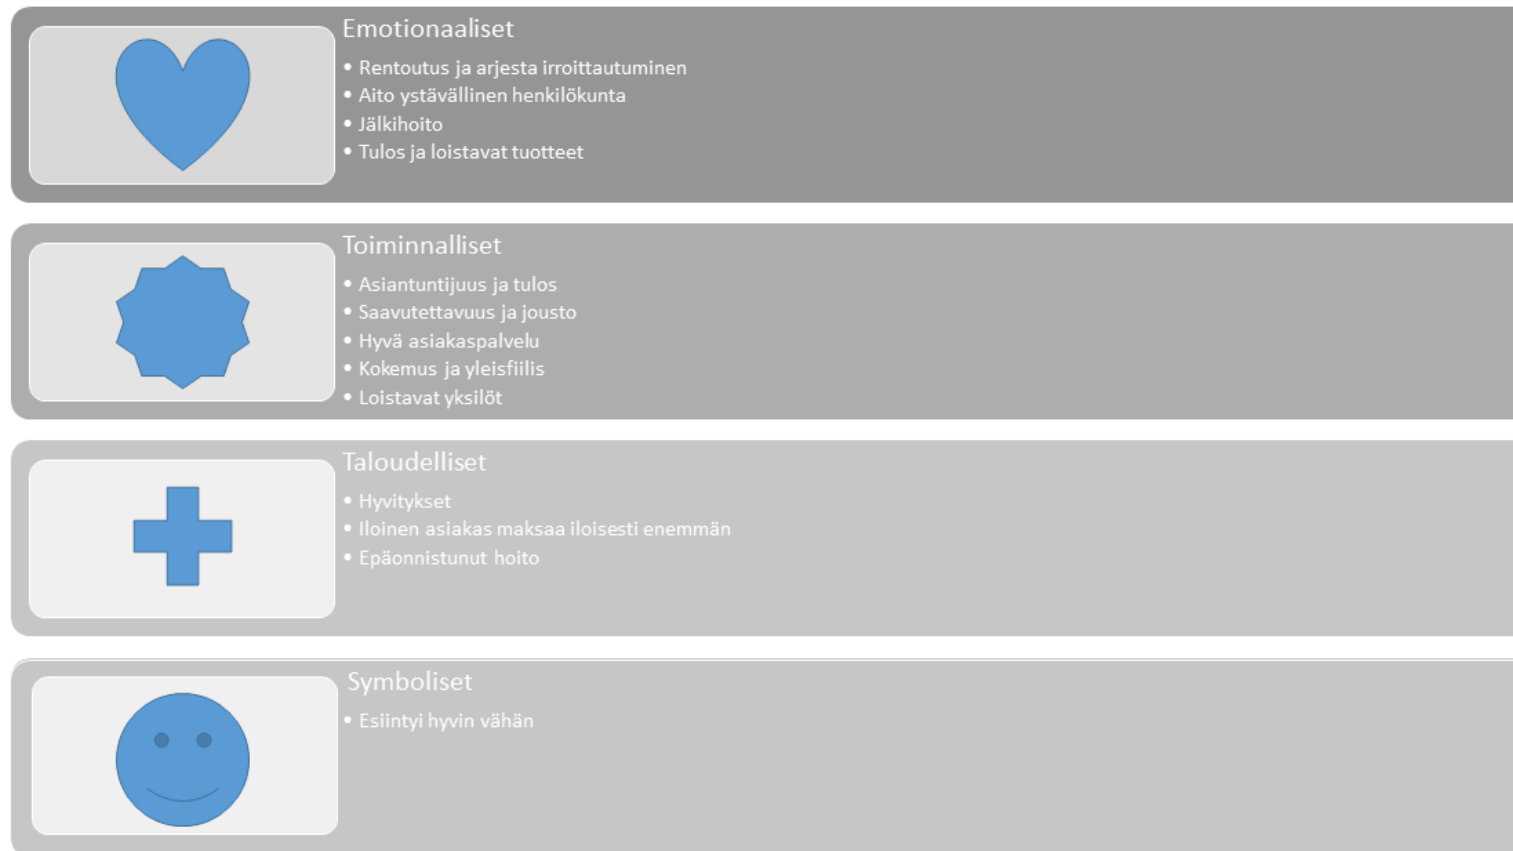 Emotionaaliset
• Rentoutus ja arjesta irroittautuminen
• Aito ystävällinen henkilökunta
• Jälkihoito
• Tulos ja loistavat tuotteet
Toiminnalliset
• Asiantuntijuus ja tulos
• Saavutettavuus ja jousto
• Hyvä asiakaspalvelu
• Kokemus ja yleisfiilis
• Loistavat yksilöt
Taloudelliset
• Hyvitykset
• Iloinen asiakas maksaa iloisesti enemmän
• Epäonnistunut hoito
Symboliset
• Esiintyi hyvin vähän